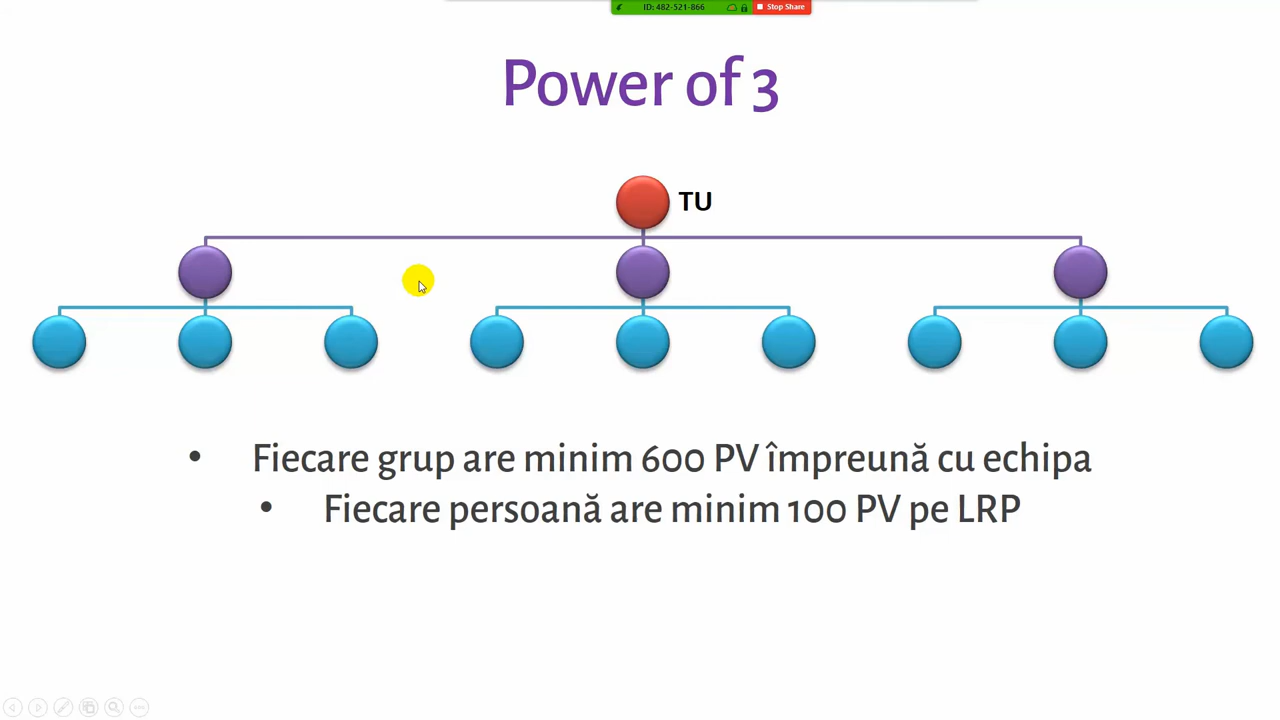 ID: 482-521-866 Stop Share
Power of 3
TU
• Fiecare grup are minim 600 PV împreună cu echipa
• Fiecare persoană are minim 100 PV pe LRP